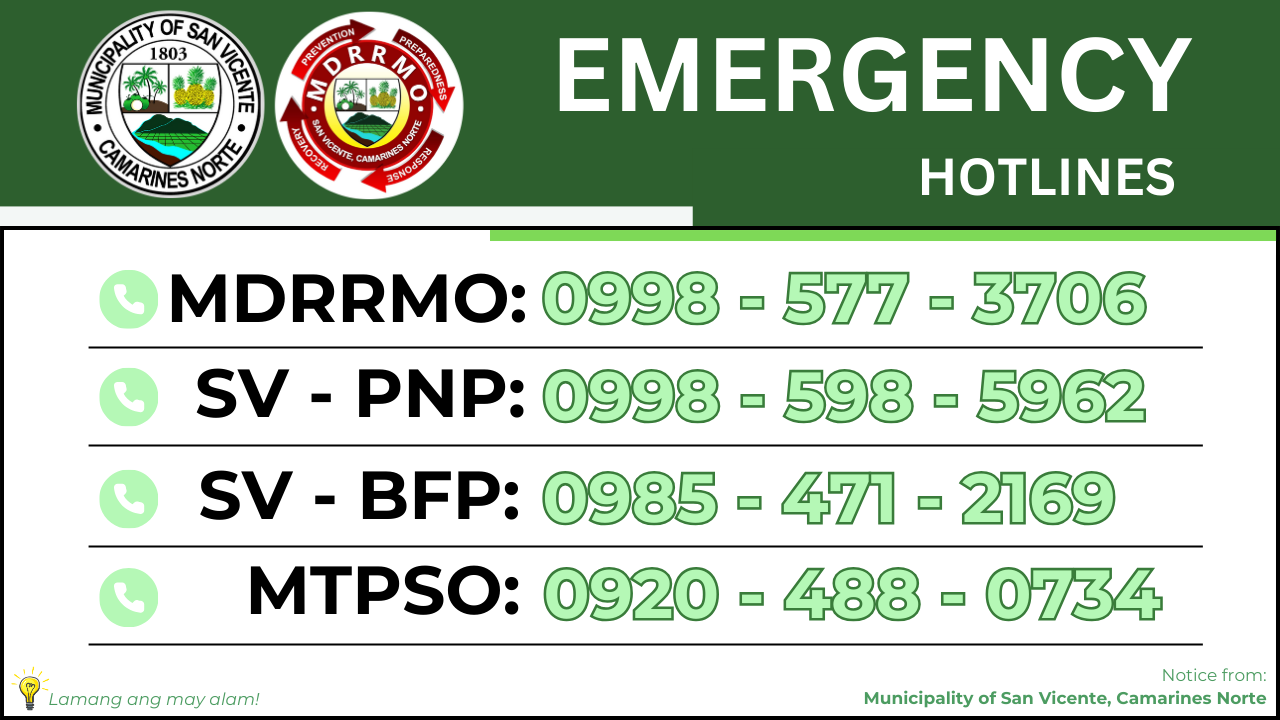 MUNICIPALITY OF SAN VICENTE
1803
• CAMARINES NORTE •
PREVENTION
PREPAREDNESS
RESPONSE
RECOVERY
• MDRRMO •
SAN VICENTE, CAMARINES NORTE
EMERGENCY
HOTLINES
MDRRMO: 0998 - 577 - 3706
SV - PNP: 0998 - 598 - 5962
SV - BFP: 0985 - 471 - 2169
MTPSO: 0920 - 488 - 0734
Lamang ang may alam!
Notice from:
Municipality of San Vicente, Camarines Norte